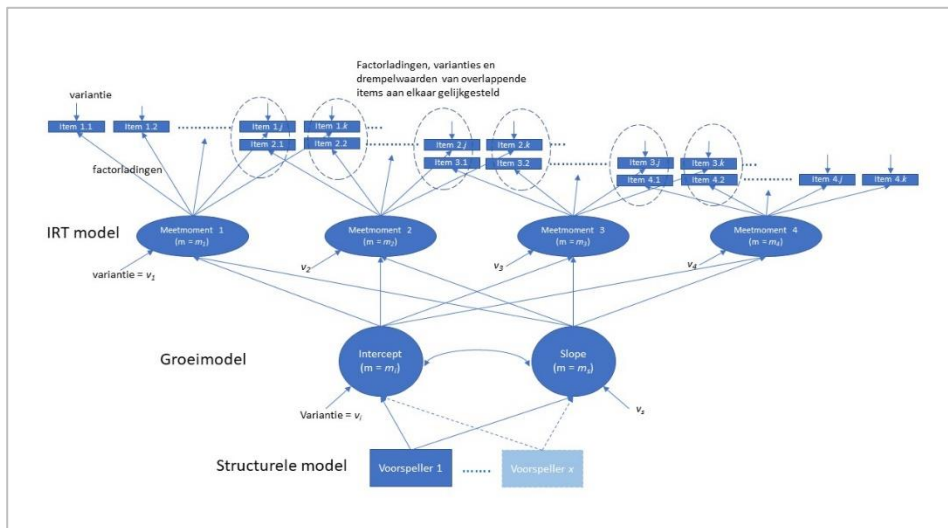 Factorladingen, varianties en
drempelwaarden van overlappende
items aan elkaar gelijkgesteld
variantie
Item 1.1
Item 1.2
Item 1.j
Item 1.k
Item 2.1
Item 2.2
Item 2.j
Item 2.k
Item 3.1
Item 3.2
Item 3.j
Item 3.k
Item 4.1
Item 4.2
Item 4.j
Item 4.k
factorladingen
IRT model
Meetmoment 1
(m = m₁)
Meetmoment 2
(m = m₂)
Meetmoment 3
(m = m₃)
Meetmoment 4
(m = m₄)
variantie = v₁
v₂
v₃
v₄
Groeimodel
Intercept
(m = mᵢ)
Slope
(m = mₛ)
Variantie = vᵢ
vₛ
Structurele model
Voorspeller 1
.......
Voorspeller x